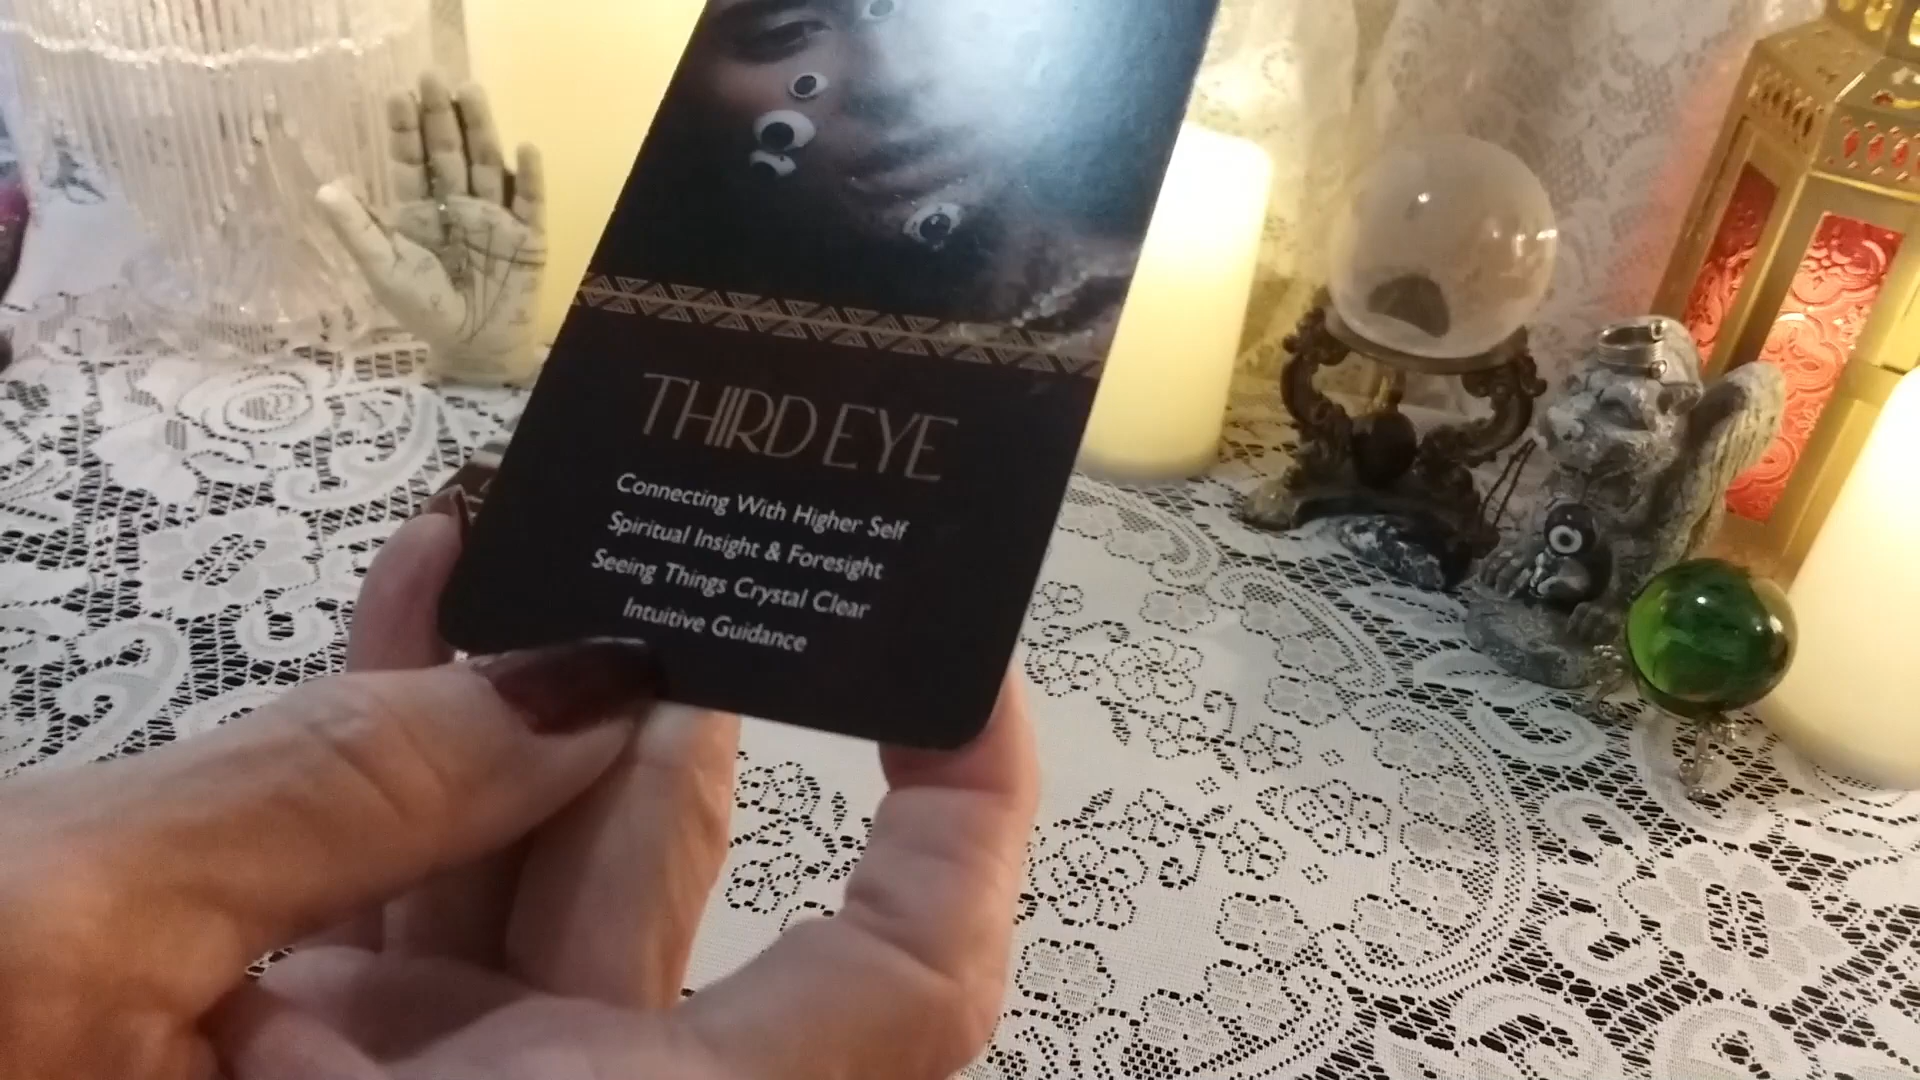 THIRD EYE
Connecting With Higher Self
Spiritual Insight & Foresight
Seeing Things Crystal Clear
Intuitive Guidance